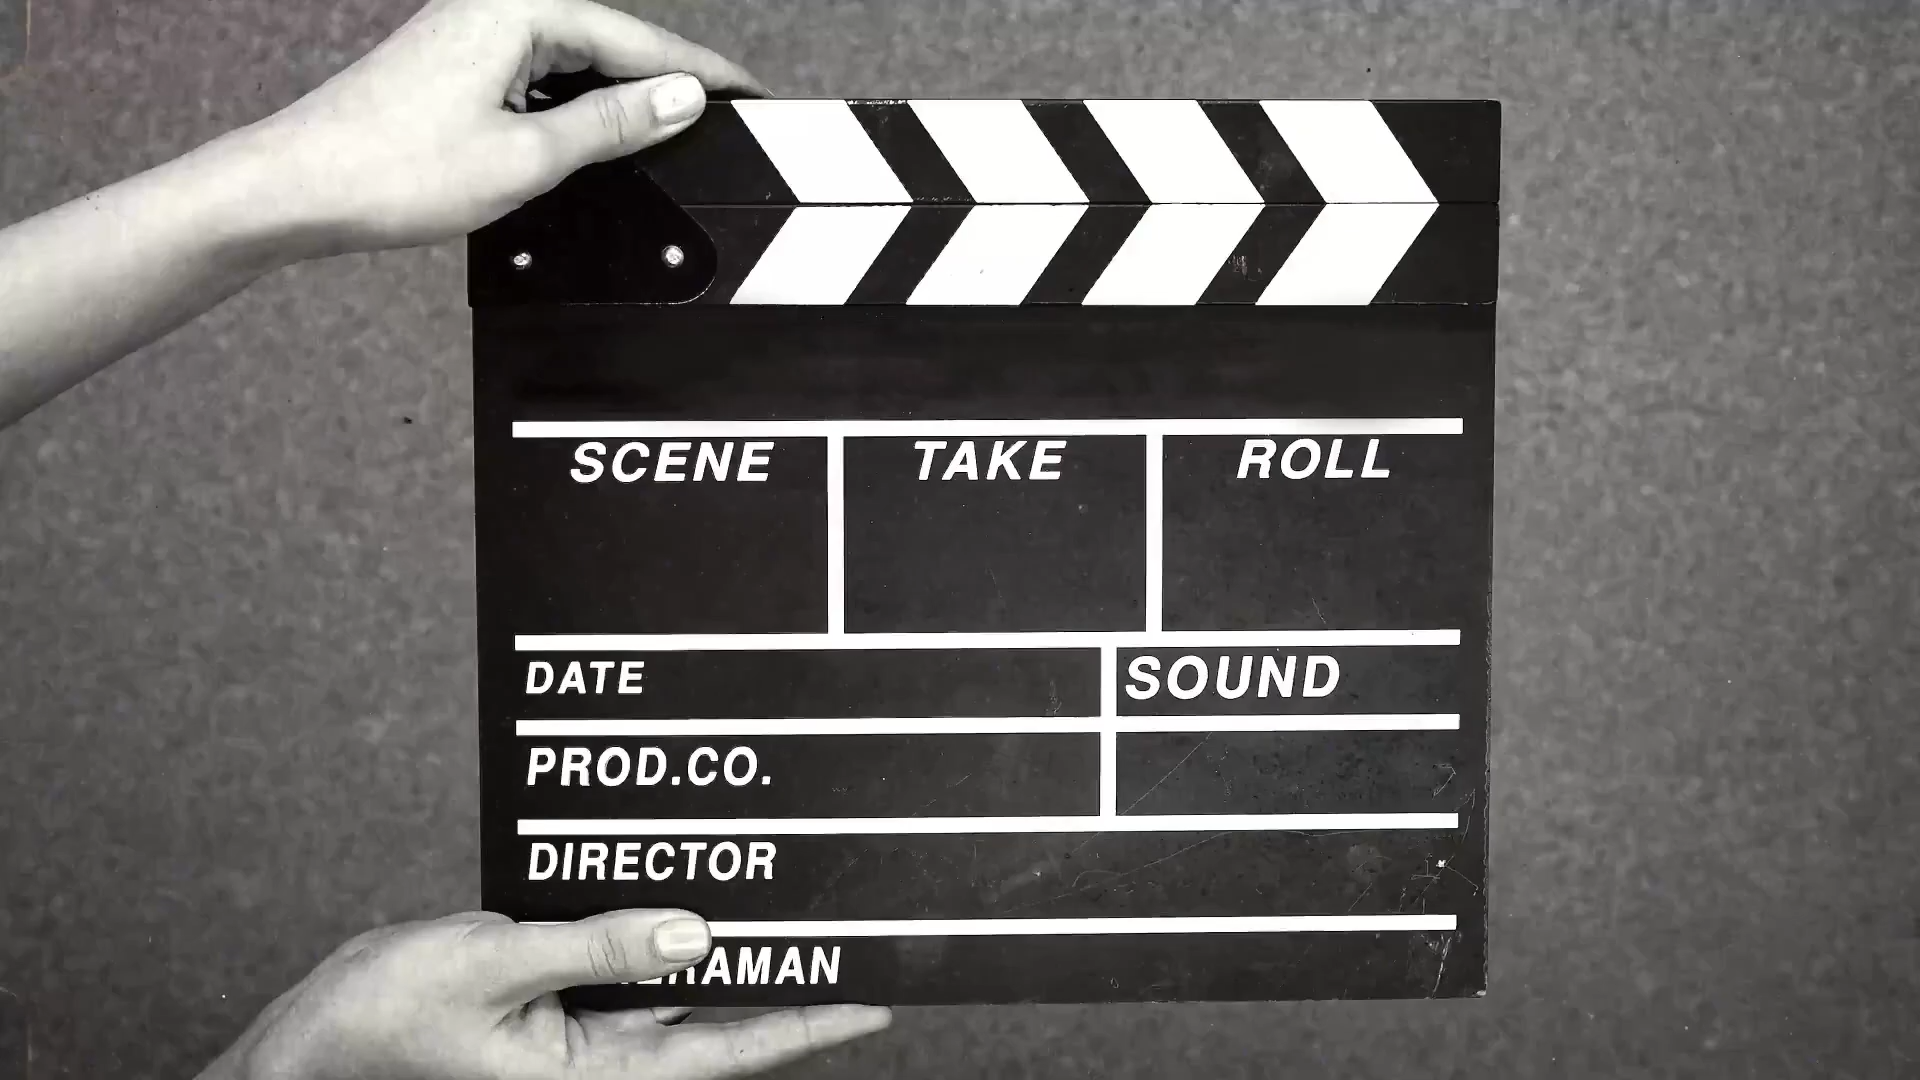 SCENE TAKE ROLL
DATE SOUND
PROD.CO.
DIRECTOR